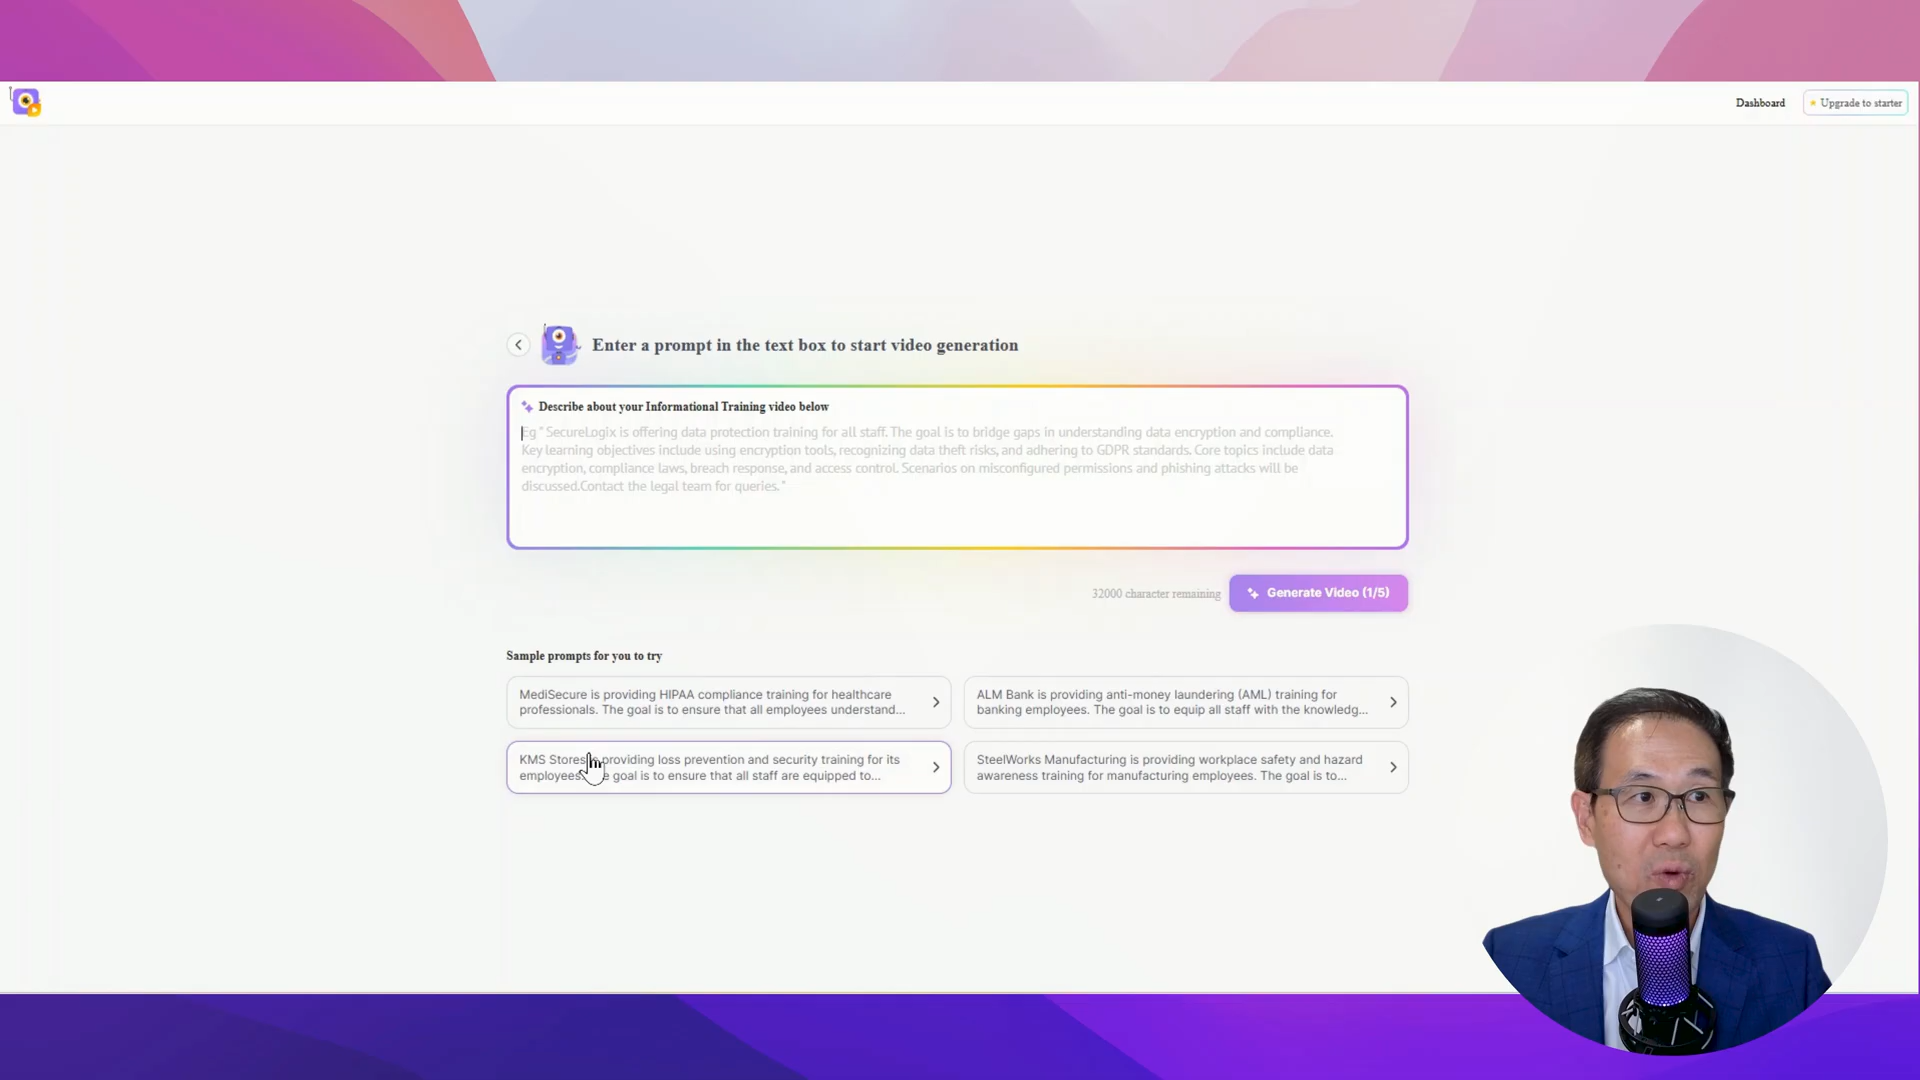 Dashboard
Upgrade to starter
Enter a prompt in the text box to start video generation
Describe about your Informational Training video below
Eg " SecureLogix is offering data protection training for all staff. The goal is to bridge gaps in understanding data encryption and compliance.
Key learning objectives include using encryption tools, recognizing data theft risks, and adhering to GDPR standards. Core topics include data
encryption, compliance laws, breach response, and access control. Scenarios on misconfigured permissions and phishing attacks will be
discussed.Contact the legal team for queries. "
32000 character remaining
Generate Video (1/5)
Sample prompts for you to try
MediSecure is providing HIPAA compliance training for healthcare
professionals. The goal is to ensure that all employees understand...
ALM Bank is providing anti-money laundering (AML) training for
banking employees. The goal is to equip all staff with the knowledg...
KMS Stores providing loss prevention and security training for its
employees. goal is to ensure that all staff are equipped to...
SteelWorks Manufacturing is providing workplace safety and hazard
awareness training for manufacturing employees. The goal is to...